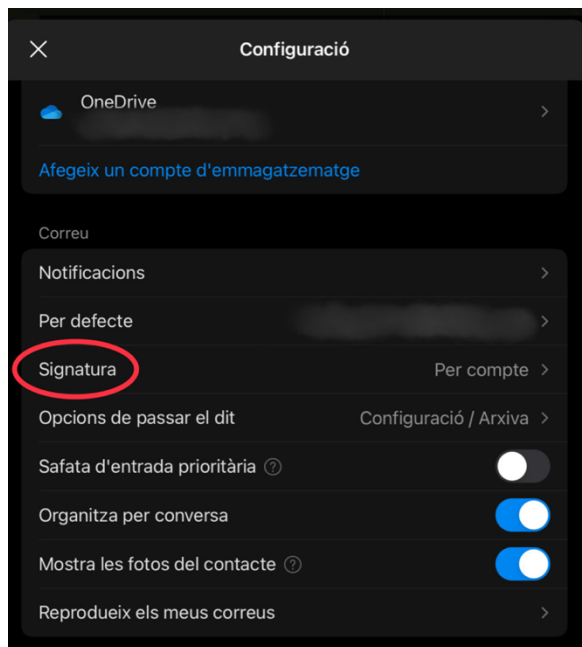 Configuració
OneDrive
Afegeix un compte d'emmagatzematge
Correu
Notificacions
Per defecte
Signatura Per compte
Opcions de passar el dit Configuració / Arxiva
Safata d'entrada prioritària ?
Organitza per conversa
Mostra les fotos del contacte ?
Reprodueix els meus correus